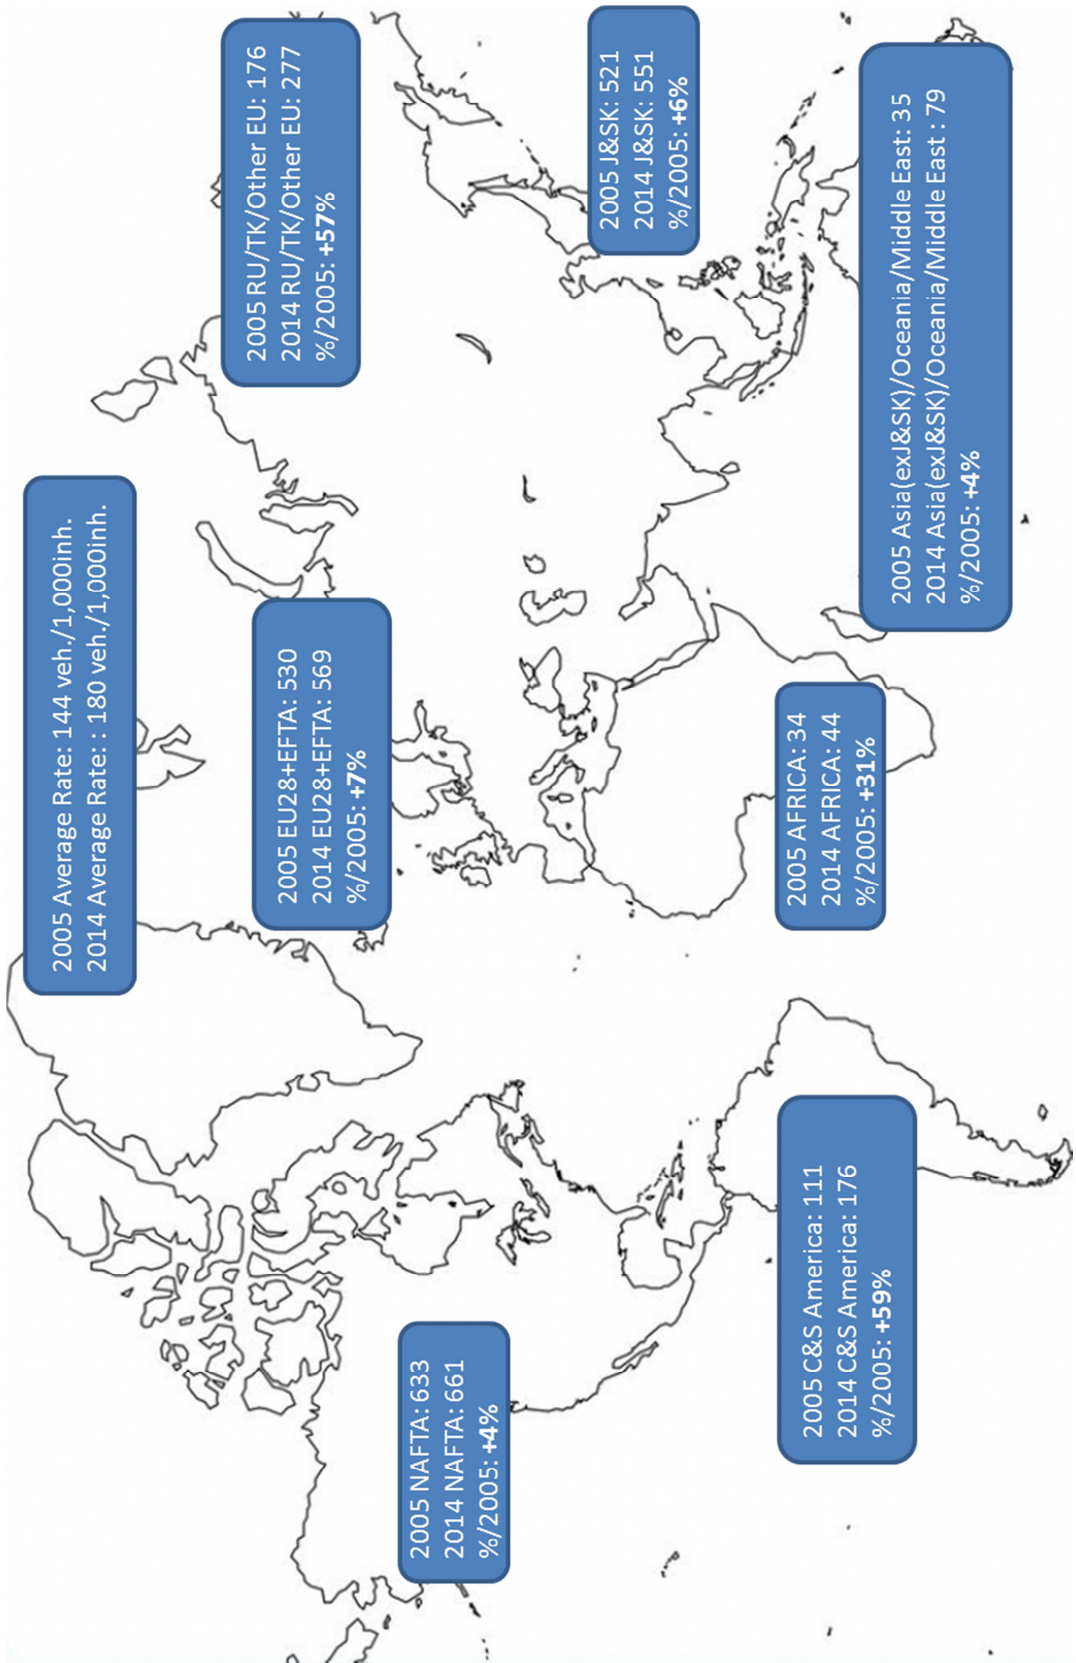 2005 Average Rate: 144 veh./1,000inh.
2014 Average Rate: : 180 veh./1,000inh.
2005 RU/TK/Other EU: 176
2014 RU/TK/Other EU: 277
%/2005: +57%
2005 EU28+EFTA: 530
2014 EU28+EFTA: 569
%/2005: +7%
2005 NAFTA: 633
2014 NAFTA: 661
%/2005: +4%
2005 J&SK: 521
2014 J&SK: 551
%/2005: +6%
2005 C&S America: 111
2014 C&S America: 176
%/2005: +59%
2005 AFRICA: 34
2014 AFRICA: 44
%/2005: +31%
2005 Asia(exJ&SK)/Oceania/Middle East: 35
2014 Asia(exJ&SK)/Oceania/Middle East : 79
%/2005: +4%